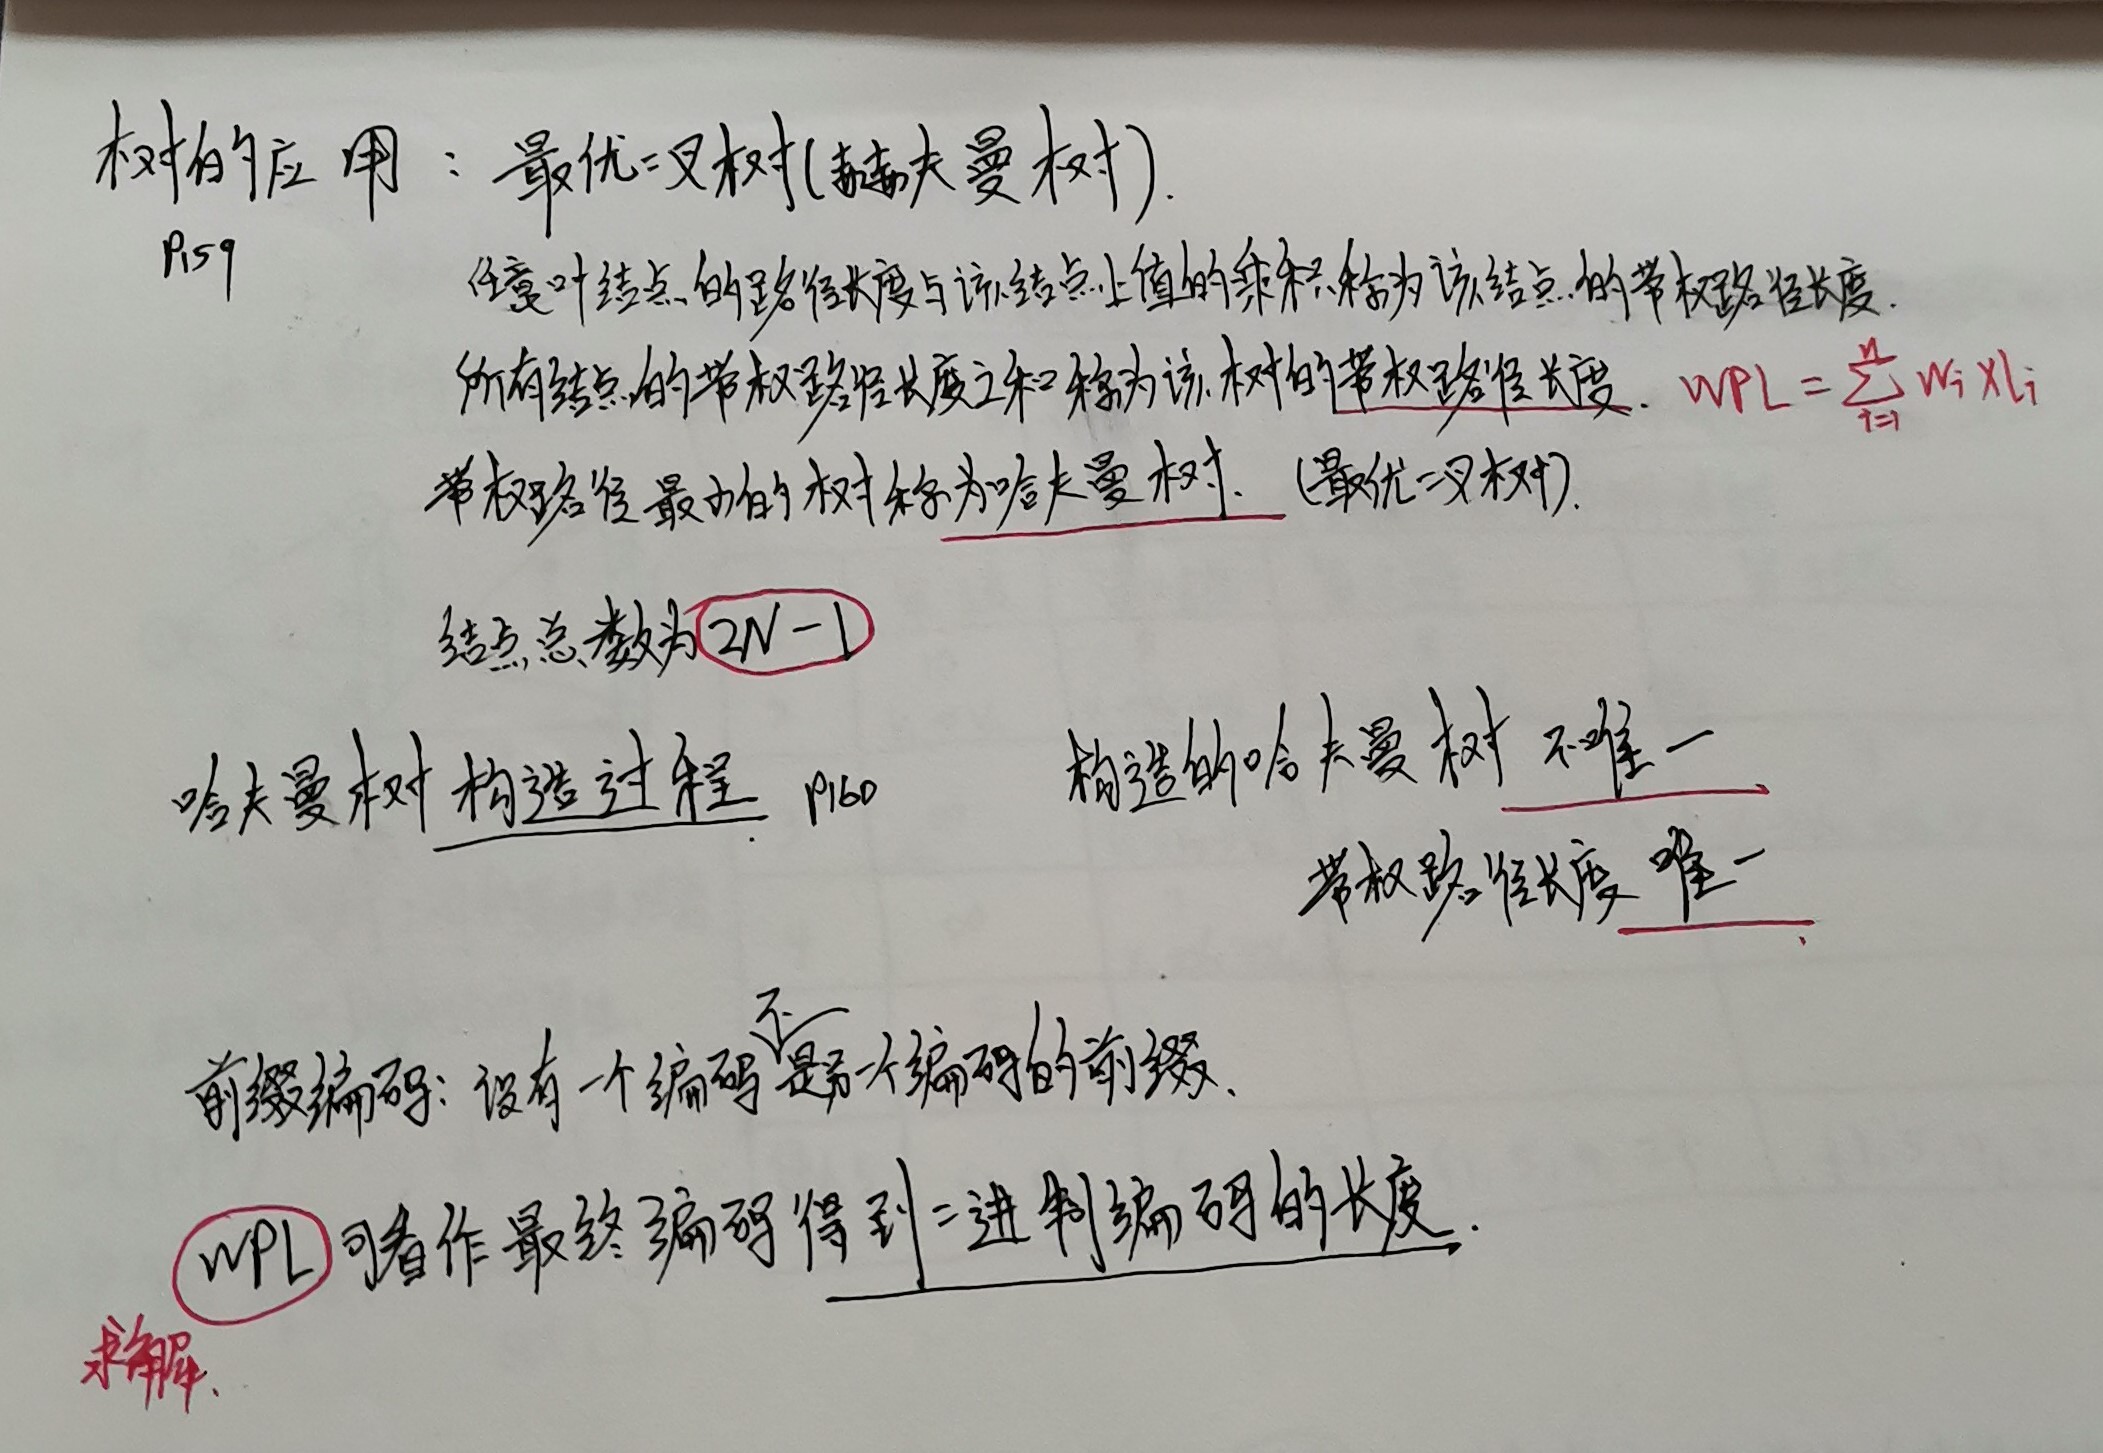 树的应用：最优二叉树(赫夫曼树).
P159
任意叶结点的路径长度与该结点上值的乘积称为该结点的带权路径长度.
所有结点的带权路径长度之和称为该树的带权路径长度. WPL=∑ⁿᵢ₌₁ Wi×li
带权路径最小的树称为哈夫曼树. (最优二叉树).
结点总数为2N-1
哈夫曼树构造过程. P160 构造的哈夫曼树 不唯一
带权路径长度 唯一
前缀编码：没有一个编码不是另一个编码的前缀.
WPL 可看作最终编码得到二进制编码的长度.
求解.